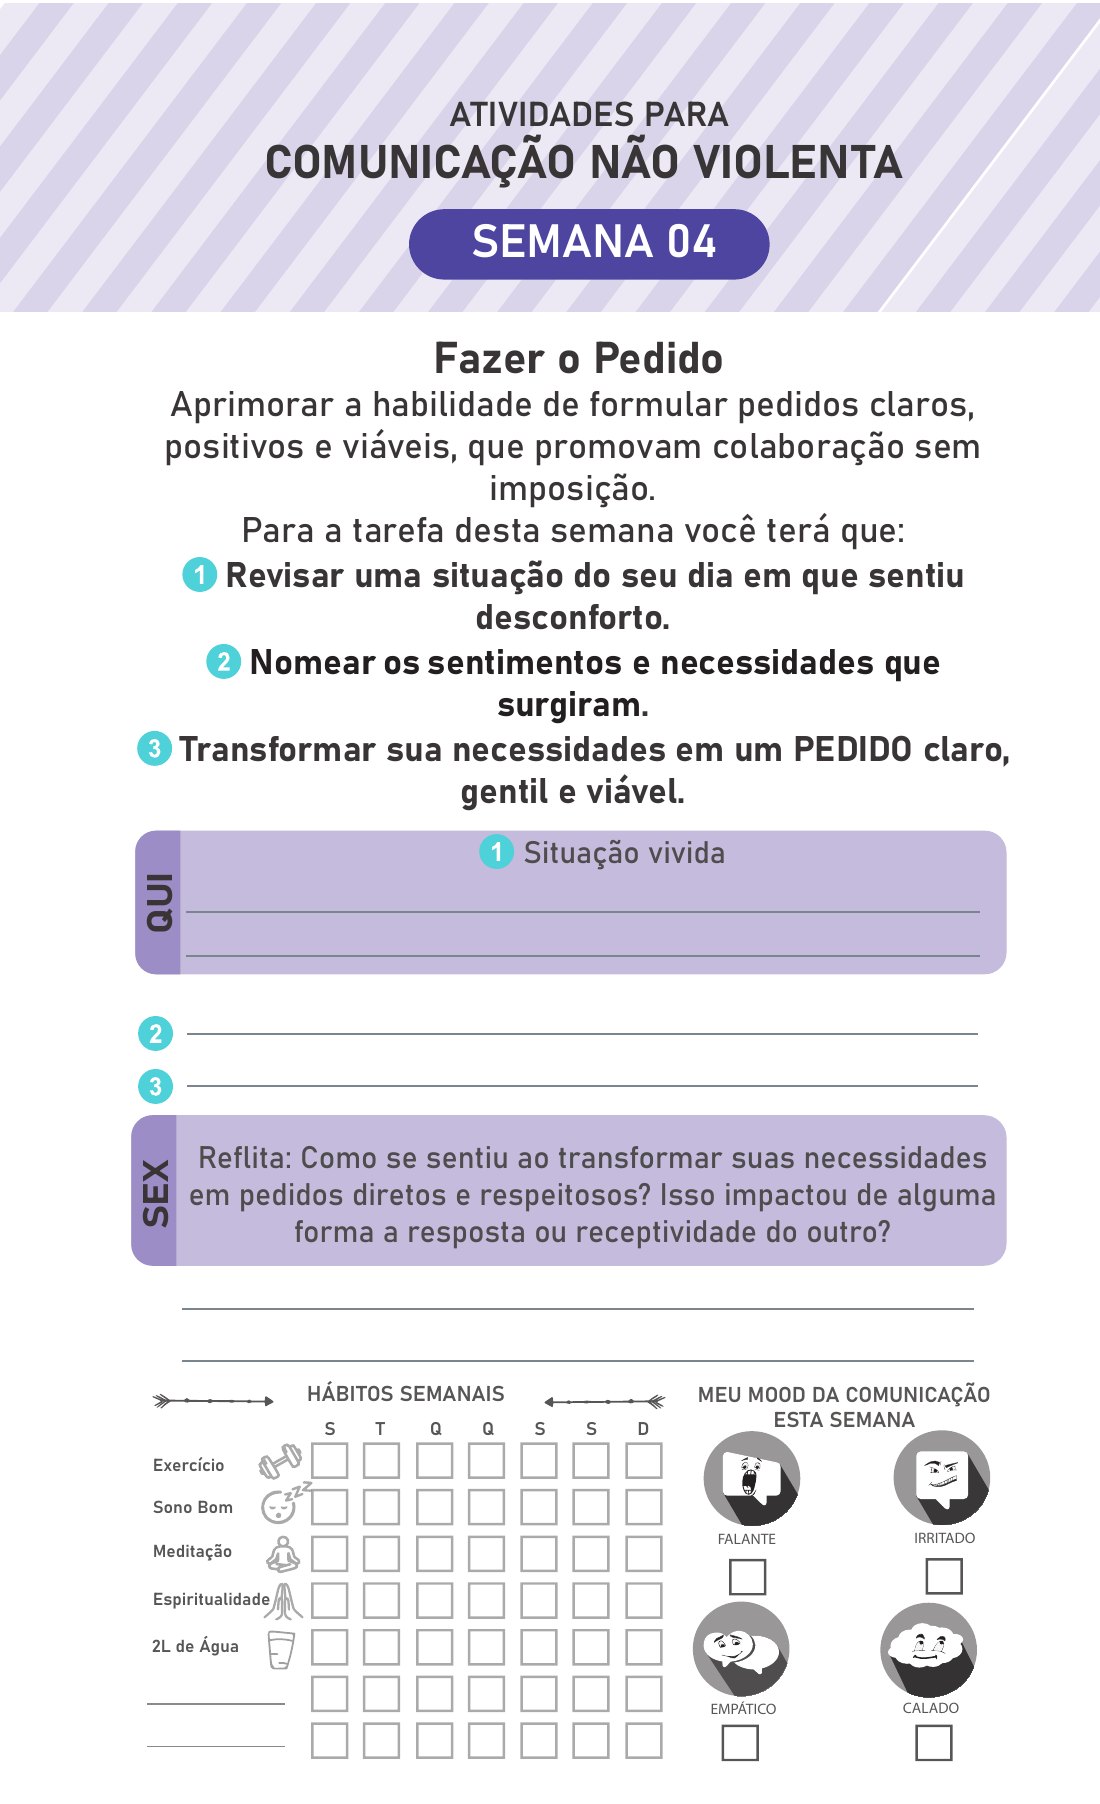 ATIVIDADES PARA
COMUNICAÇÃO NÃO VIOLENTA
SEMANA 04
Fazer o Pedido
Aprimorar a habilidade de formular pedidos claros,
positivos e viáveis, que promovam colaboração sem
imposição.
Para a tarefa desta semana você terá que:
1 Revisar uma situação do seu dia em que sentiu
desconforto.
2 Nomear os sentimentos e necessidades que
surgiram.
3 Transformar sua necessidades em um PEDIDO claro,
gentil e viável.
QUI
1 Situação vivida
2
3
SEX
Reflita: Como se sentiu ao transformar suas necessidades
em pedidos diretos e respeitosos? Isso impactou de alguma
forma a resposta ou receptividade do outro?
HÁBITOS SEMANAIS
S T Q Q S S D
Exercício
Sono Bom
zzzz
Meditação
Espiritualidade
2L de Água
MEU MOOD DA COMUNICAÇÃO
ESTA SEMANA
FALANTE
IRRITADO
EMPÁTICO
CALADO